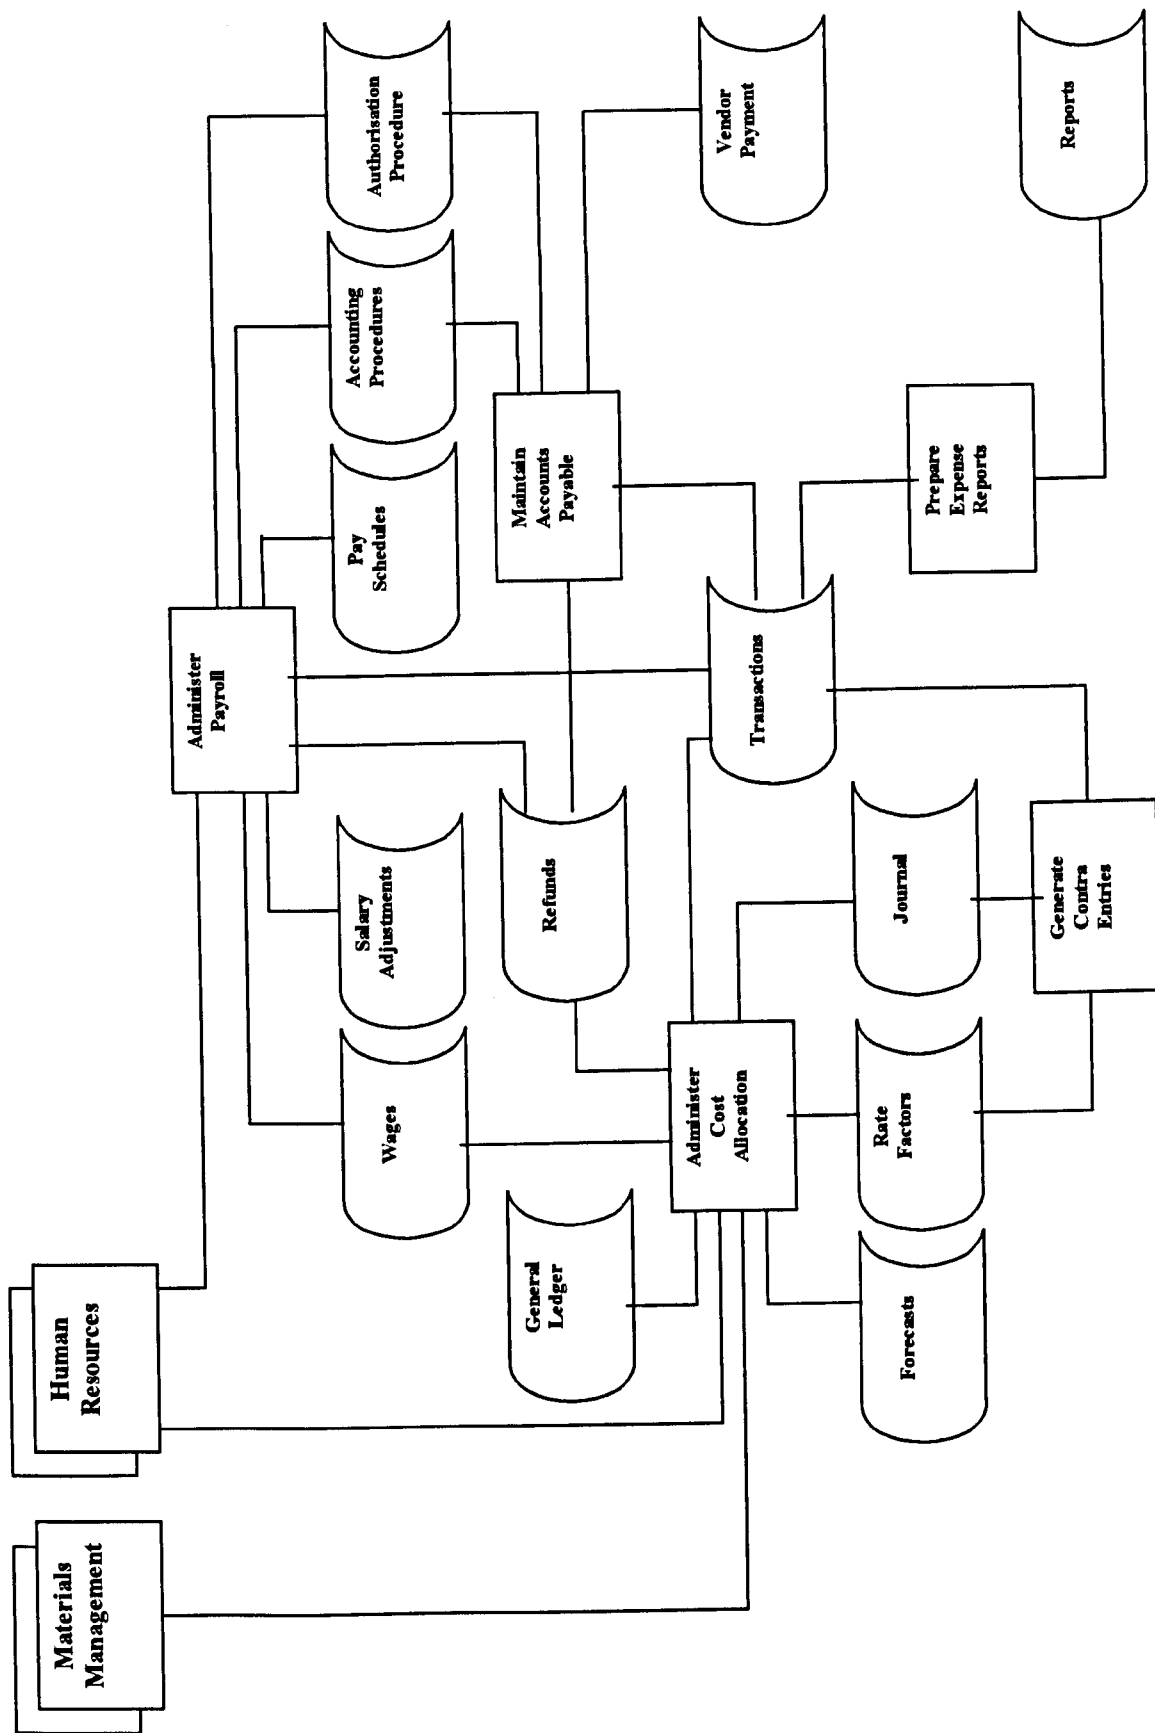 Materials
Management
Human
Resources
Administer
Payroll
Wages
Salary
Adjustments
Pay
Schedules
Accounting
Procedures
Authorisation
Procedure
General
Ledger
Refunds
Maintain
Accounts
Payable
Administer
Cost
Allocation
Transactions
Vendor
Payment
Forecasts
Rate
Factors
Journal
Prepare
Expense
Reports
Generate
Contra
Entries
Reports